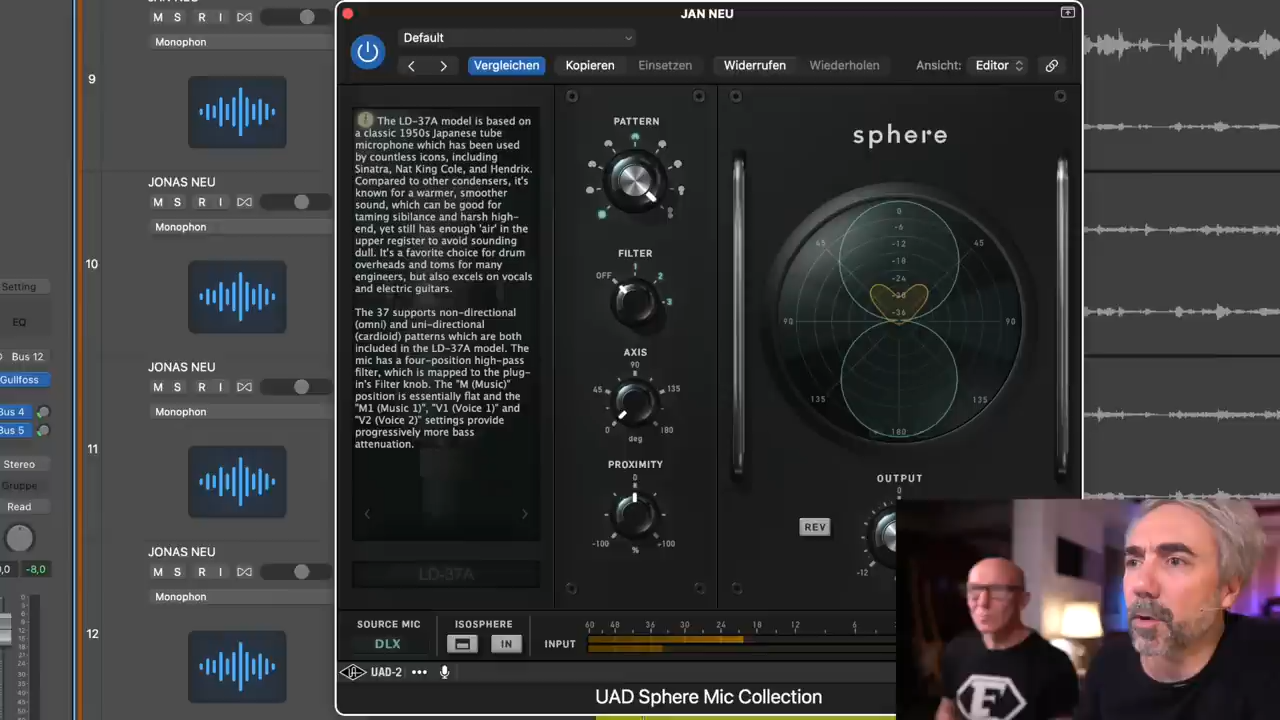 JAN NEU
M S R I
Monophon
9
JONAS NEU
M S R I
Monophon
10
JONAS NEU
M S R I
Monophon
11
JONAS NEU
M S R I
Monophon
12
Setting
EQ
Bus 12
Gullfoss
Bus 4
Bus 5
Stereo
Gruppe
Read
-8,0
Default
Vergleichen
Kopieren
Einsetzen
Widerrufen
Wiederholen
Ansicht:
Editor
The LD-37A model is based on
a classic 1950s Japanese tube
microphone which has been used
by countless icons, including
Sinatra, Nat King Cole, and Hendrix.
Compared to other condensers, it's
known for a warmer, smoother
sound, which can be good for
taming sibilance and harsh high-
end, yet still has enough 'air' in the
upper register to avoid sounding
dull. It's a favorite choice for drum
overheads and toms for many
engineers, but also excels on vocals
and electric guitars.
The 37 supports non-directional
(omni) and uni-directional
(cardioid) patterns which are both
included in the LD-37A model. The
mic has a four-position high-pass
filter, which is mapped to the plug-
in's Filter knob. The "M (Music)"
position is essentially flat and the
"M1 (Music 1)", "V1 (Voice 1)" and
"V2 (Voice 2)" settings provide
progressively more bass
attenuation.
LD-37A
PATTERN
FILTER
OFF 1 2 3
AXIS
90
45 135
0 180
deg
PROXIMITY
0
-100 +100
%
sphere
0
-6
-12
-18
-24
-30
-36
45 45
90 90
135 135
180
OUTPUT
0
-12
REV
SOURCE MIC
DLX
ISOSPHERE
IN
INPUT
60 48 36 24 18 12 6
UAD-2
UAD Sphere Mic Collection